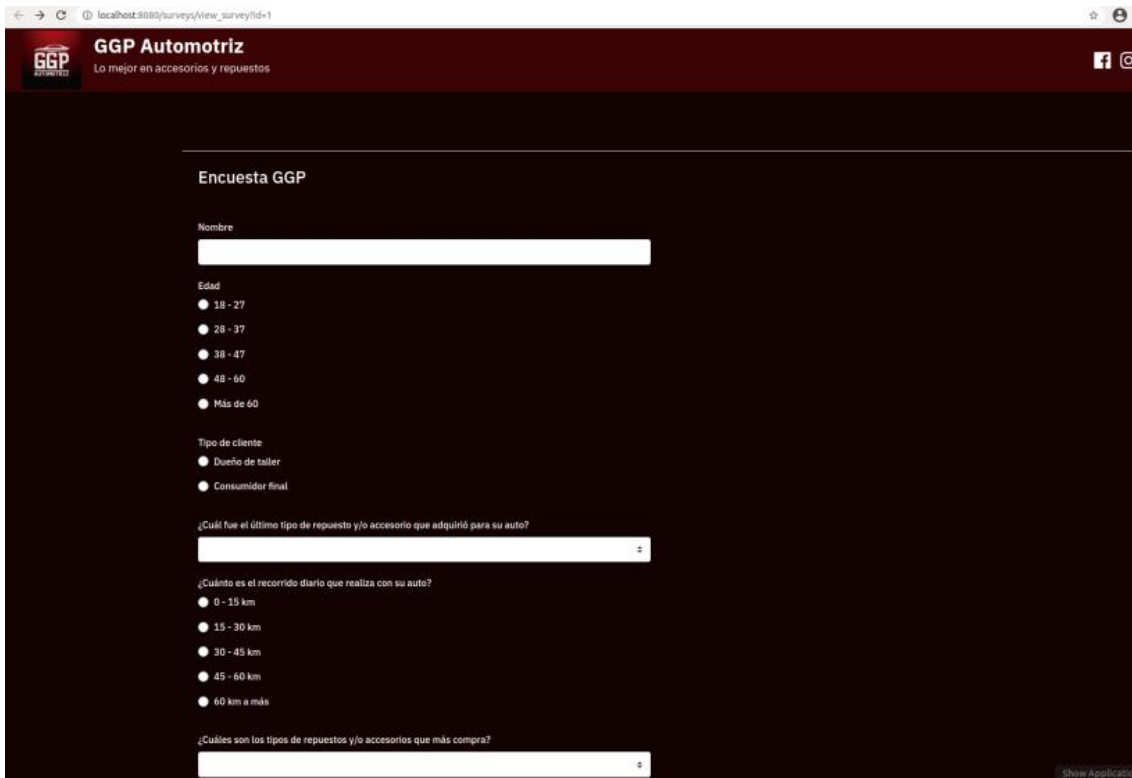 localhost:8080/surveys/view_survey?id=1
GGP Automotriz
GGP
AUTOMOTRIZ
Lo mejor en accesorios y repuestos
Encuesta GGP
Nombre
Edad
18 - 27
28 - 37
38 - 47
48 - 60
Más de 60
Tipo de cliente
Dueño de taller
Consumidor final
¿Cuál fue el último tipo de repuesto y/o accesorio que adquirió para su auto?
¿Cuánto es el recorrido diario que realiza con su auto?
0 - 15 km
15 - 30 km
30 - 45 km
45 - 60 km
60 km a más
¿Cuáles son los tipos de repuestos y/o accesorios que más compra?
Show Applicatio